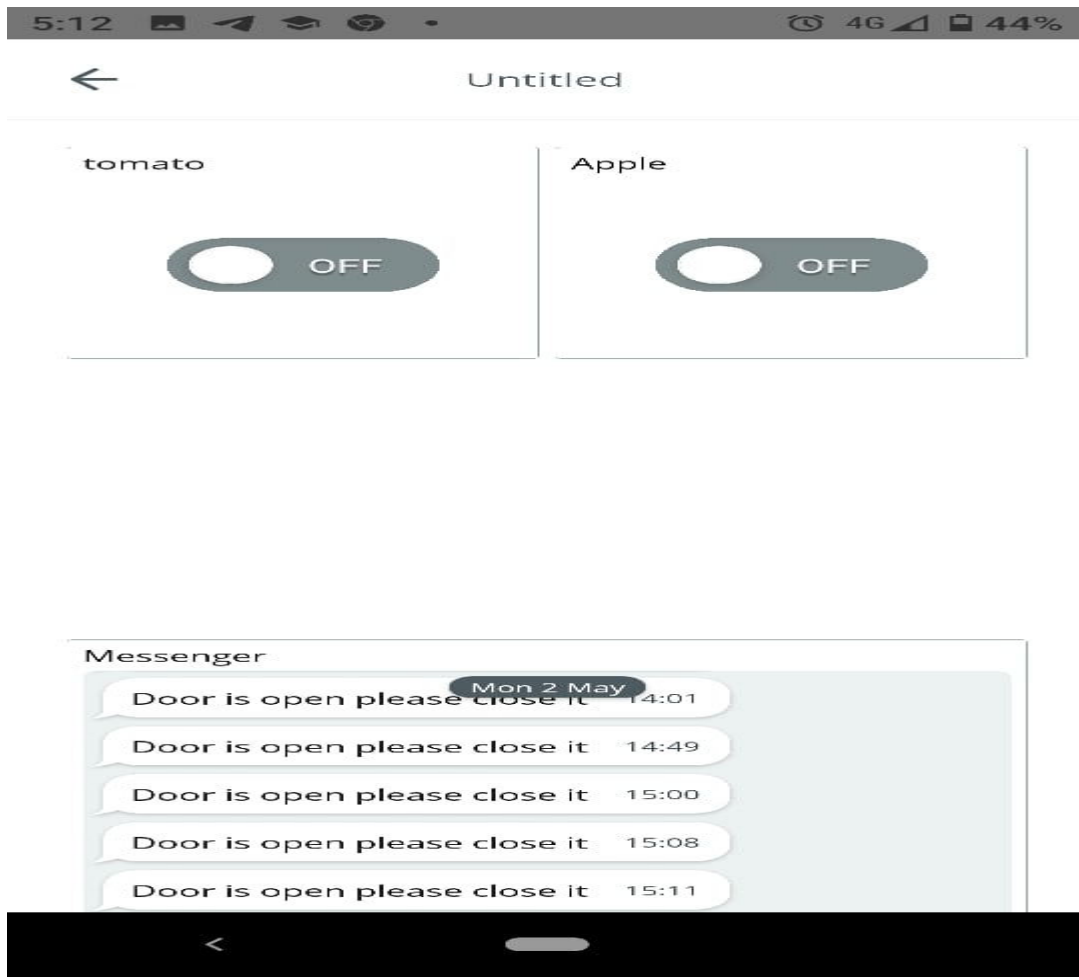 5:12 4G 44%
Untitled
tomato Apple
OFF OFF
Messenger
Mon 2 May
Door is open please close it 14:01
Door is open please close it 14:49
Door is open please close it 15:00
Door is open please close it 15:08
Door is open please close it 15:11